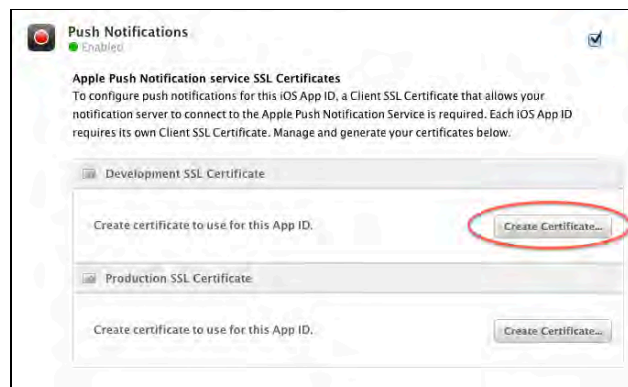 Push Notifications
Enabled
Apple Push Notification service SSL Certificates
To configure push notifications for this iOS App ID, a Client SSL Certificate that allows your
notification server to connect to the Apple Push Notification Service is required. Each iOS App ID
requires its own Client SSL Certificate. Manage and generate your certificates below.
Development SSL Certificate
Create certificate to use for this App ID.
Create Certificate...
Production SSL Certificate
Create certificate to use for this App ID.
Create Certificate...